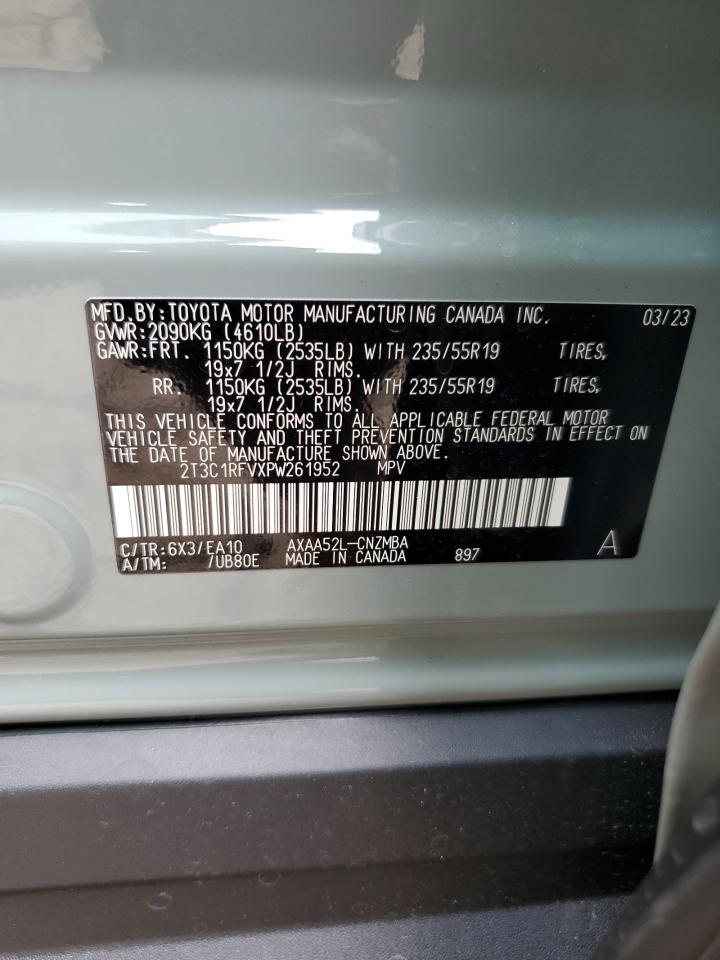 MFD.BY:TOYOTA MOTOR MANUFACTURING CANADA INC. 03/23
GVWR:2090KG (4610LB)
GAWR:FRT. 1150KG (2535LB) WITH 235/55R19 TIRES,
19x7 1/2J RIMS.
RR. 1150KG (2535LB) WITH 235/55R19 TIRES,
19x7 1/2J RIMS.
THIS VEHICLE CONFORMS TO ALL APPLICABLE FEDERAL MOTOR
VEHICLE SAFETY AND THEFT PREVENTION STANDARDS IN EFFECT ON
THE DATE OF MANUFACTURE SHOWN ABOVE.
2T3C1RFVXPW261952 MPV
C/TR:6X3/EA10 AXAA52L-CNZMBA
A/TM: /UB80E MADE IN CANADA 897 A